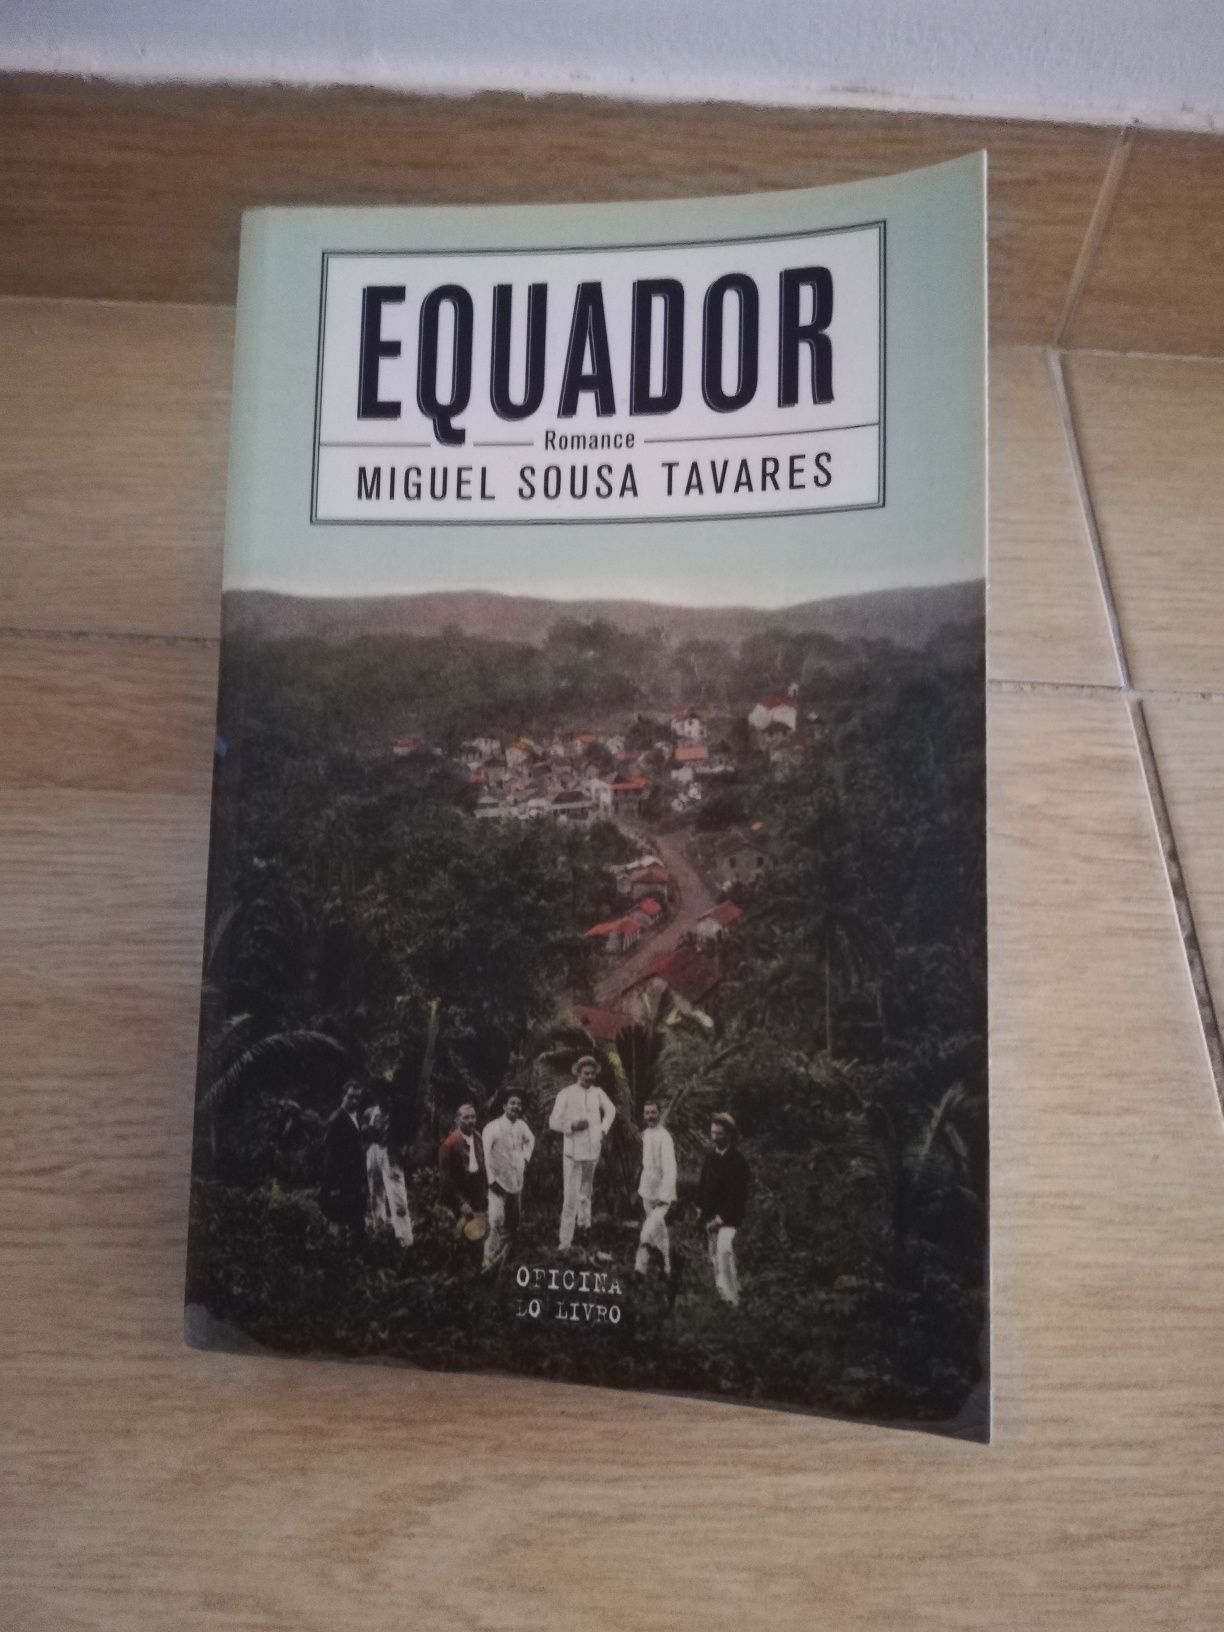 EQUADOR
Romance
MIGUEL SOUSA TAVARES
OFICINA
DO LIVRO